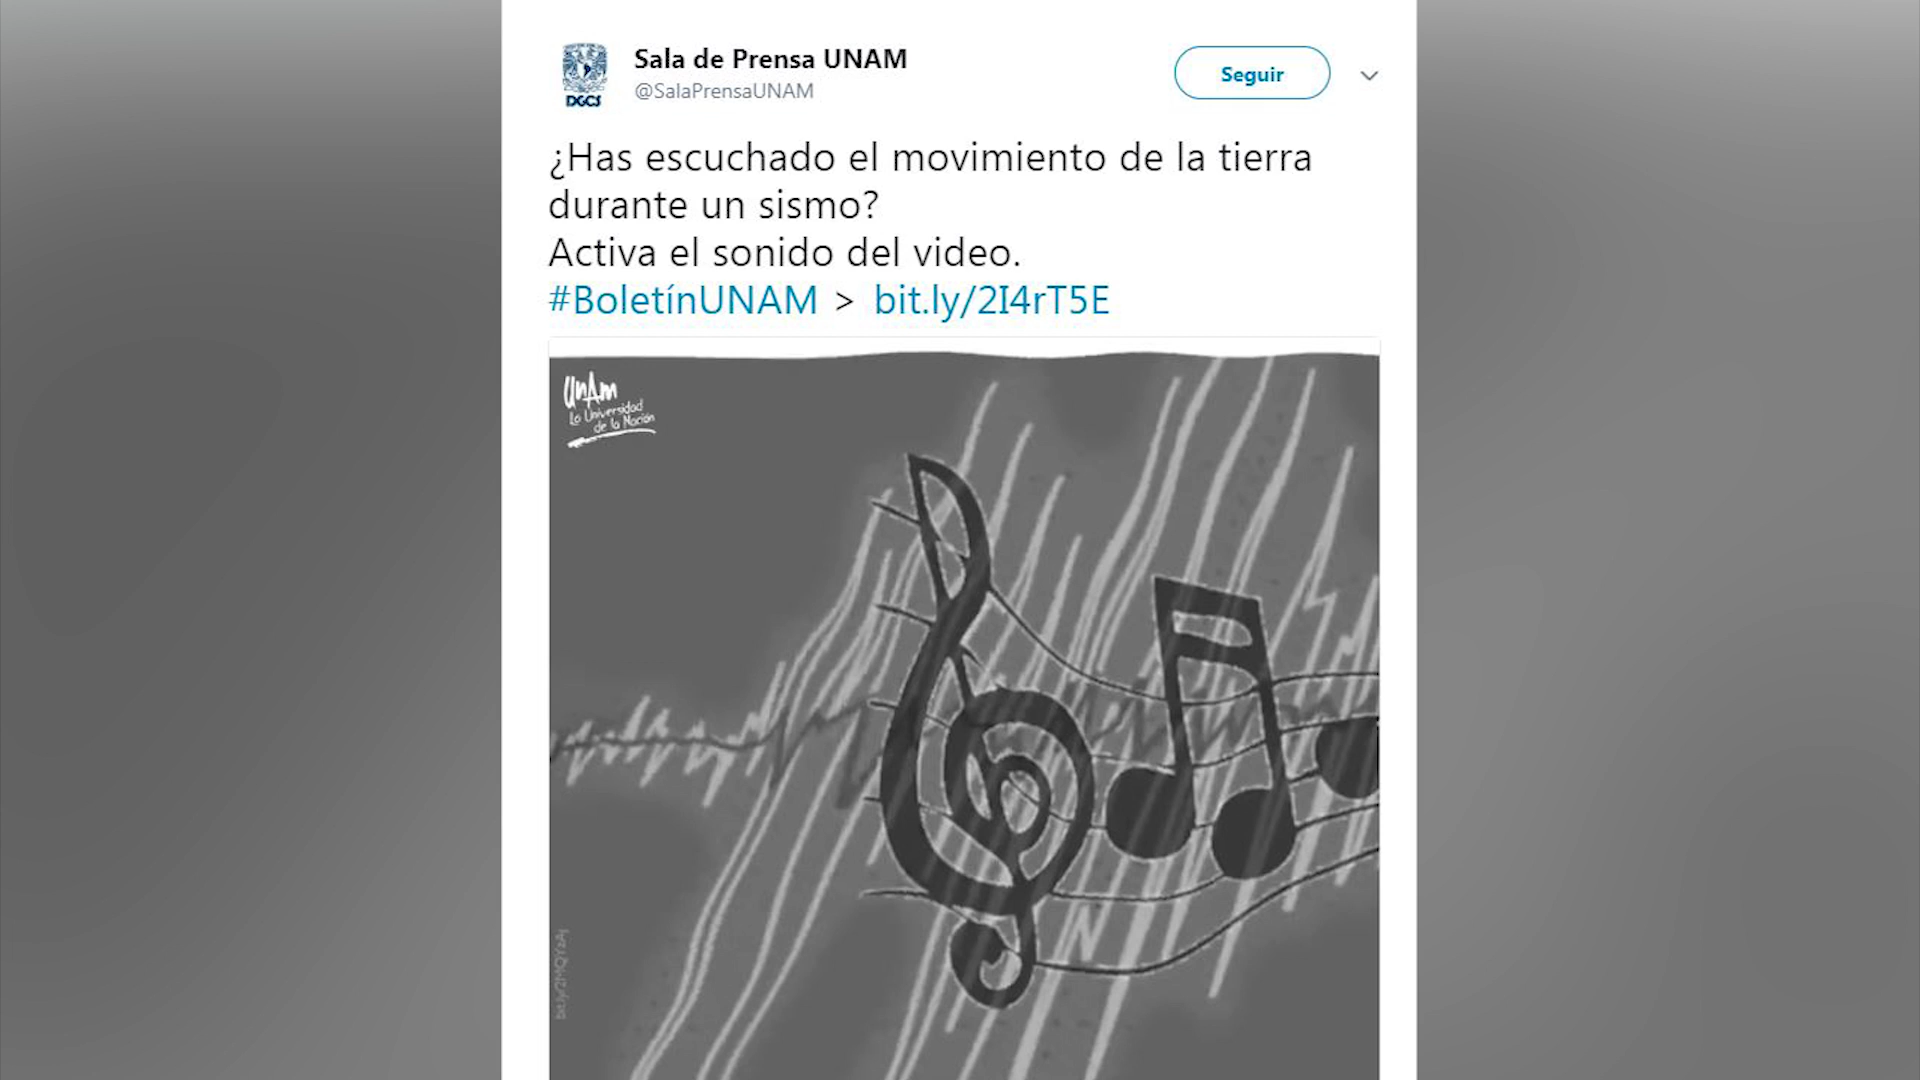 Sala de Prensa UNAM
@SalaPrensaUNAM
Seguir
¿Has escuchado el movimiento de la tierra
durante un sismo?
Activa el sonido del video.
#BoletínUNAM > bit.ly/2I4rT5E
DGCS
UnAm
La Universidad
de la Nación